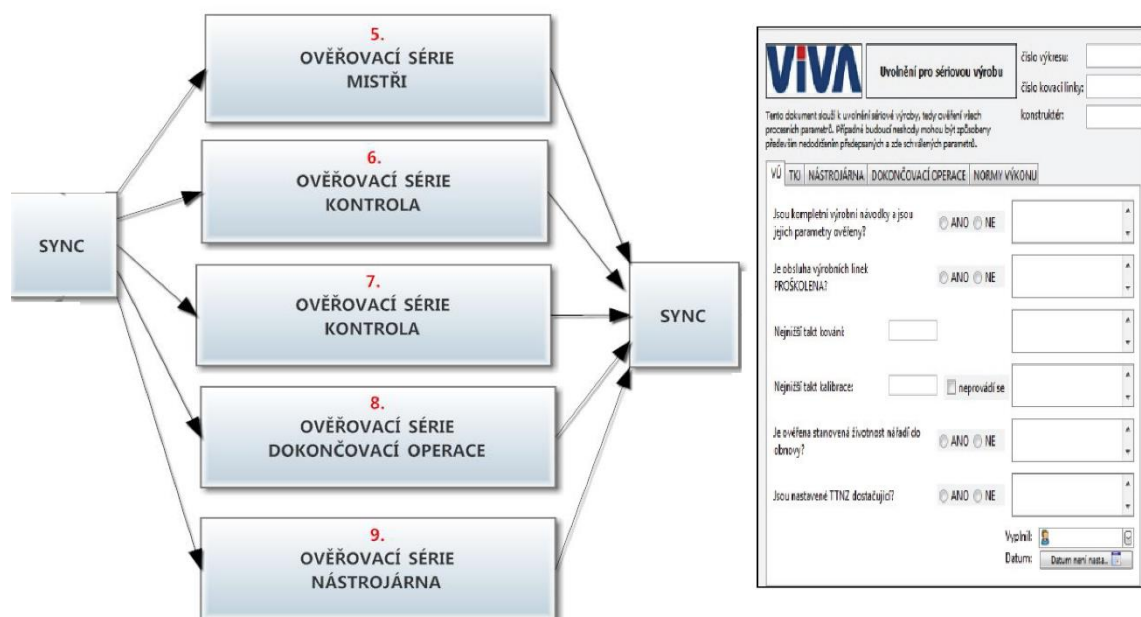 5.
OVĚŘOVACÍ SÉRIE
MISTŘI
6.
OVĚŘOVACÍ SÉRIE
KONTROLA
SYNC
7.
OVĚŘOVACÍ SÉRIE
KONTROLA
SYNC
8.
OVĚŘOVACÍ SÉRIE
DOKONČOVACÍ OPERACE
9.
OVĚŘOVACÍ SÉRIE
NÁSTROJÁRNA
VIVA
Uvolnění pro sériovou výrobu
číslo výkresu:
číslo kovací linky:
konstruktér:
Tento dokument slouží k uvolnění sériové výroby, tedy ověření všech
procesních parametrů. Případné budoucí neshody mohou být způsobeny
především nedodržením předepsaných a zde schválených parametrů.
VÚ TKJ NÁSTROJÁRNA DOKONČOVACÍ OPERACE NORMY VÝKONU
Jsou kompletní výrobní návodky a jsou
jejich parametry ověřeny?
ANO NE
Je obsluha výrobních linek
PROŠKOLENA?
ANO NE
Nejnižší takt kování:
Nejnižší takt kalibrace:
neprovádí se
Je ověřena stanovená životnost nářadí do
obnovy?
ANO NE
Jsou nastavené TTNZ dostačující?
ANO NE
Vyplnil:
Datum:
Datum není nasta..